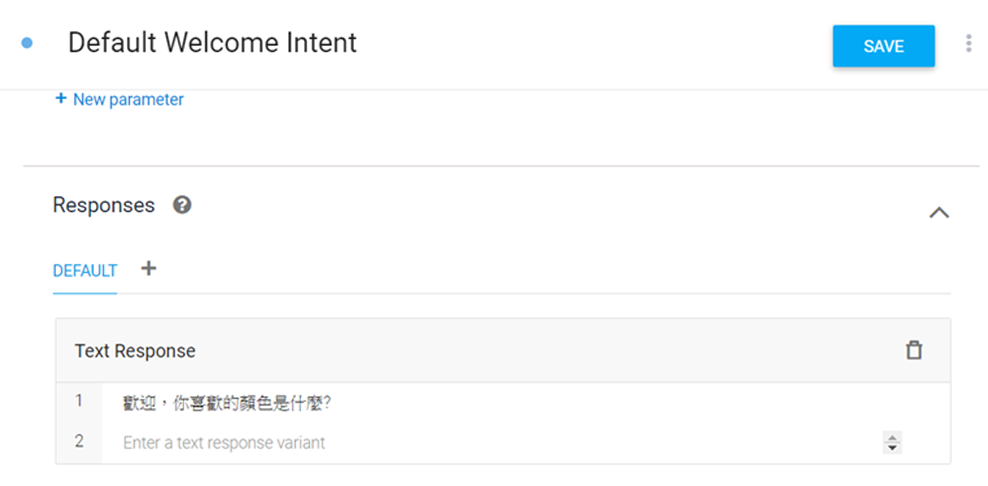 Default Welcome Intent
SAVE
+ New parameter
Responses
DEFAULT +
Text Response
1 歡迎，你喜歡的顏色是什麼?
2 Enter a text response variant